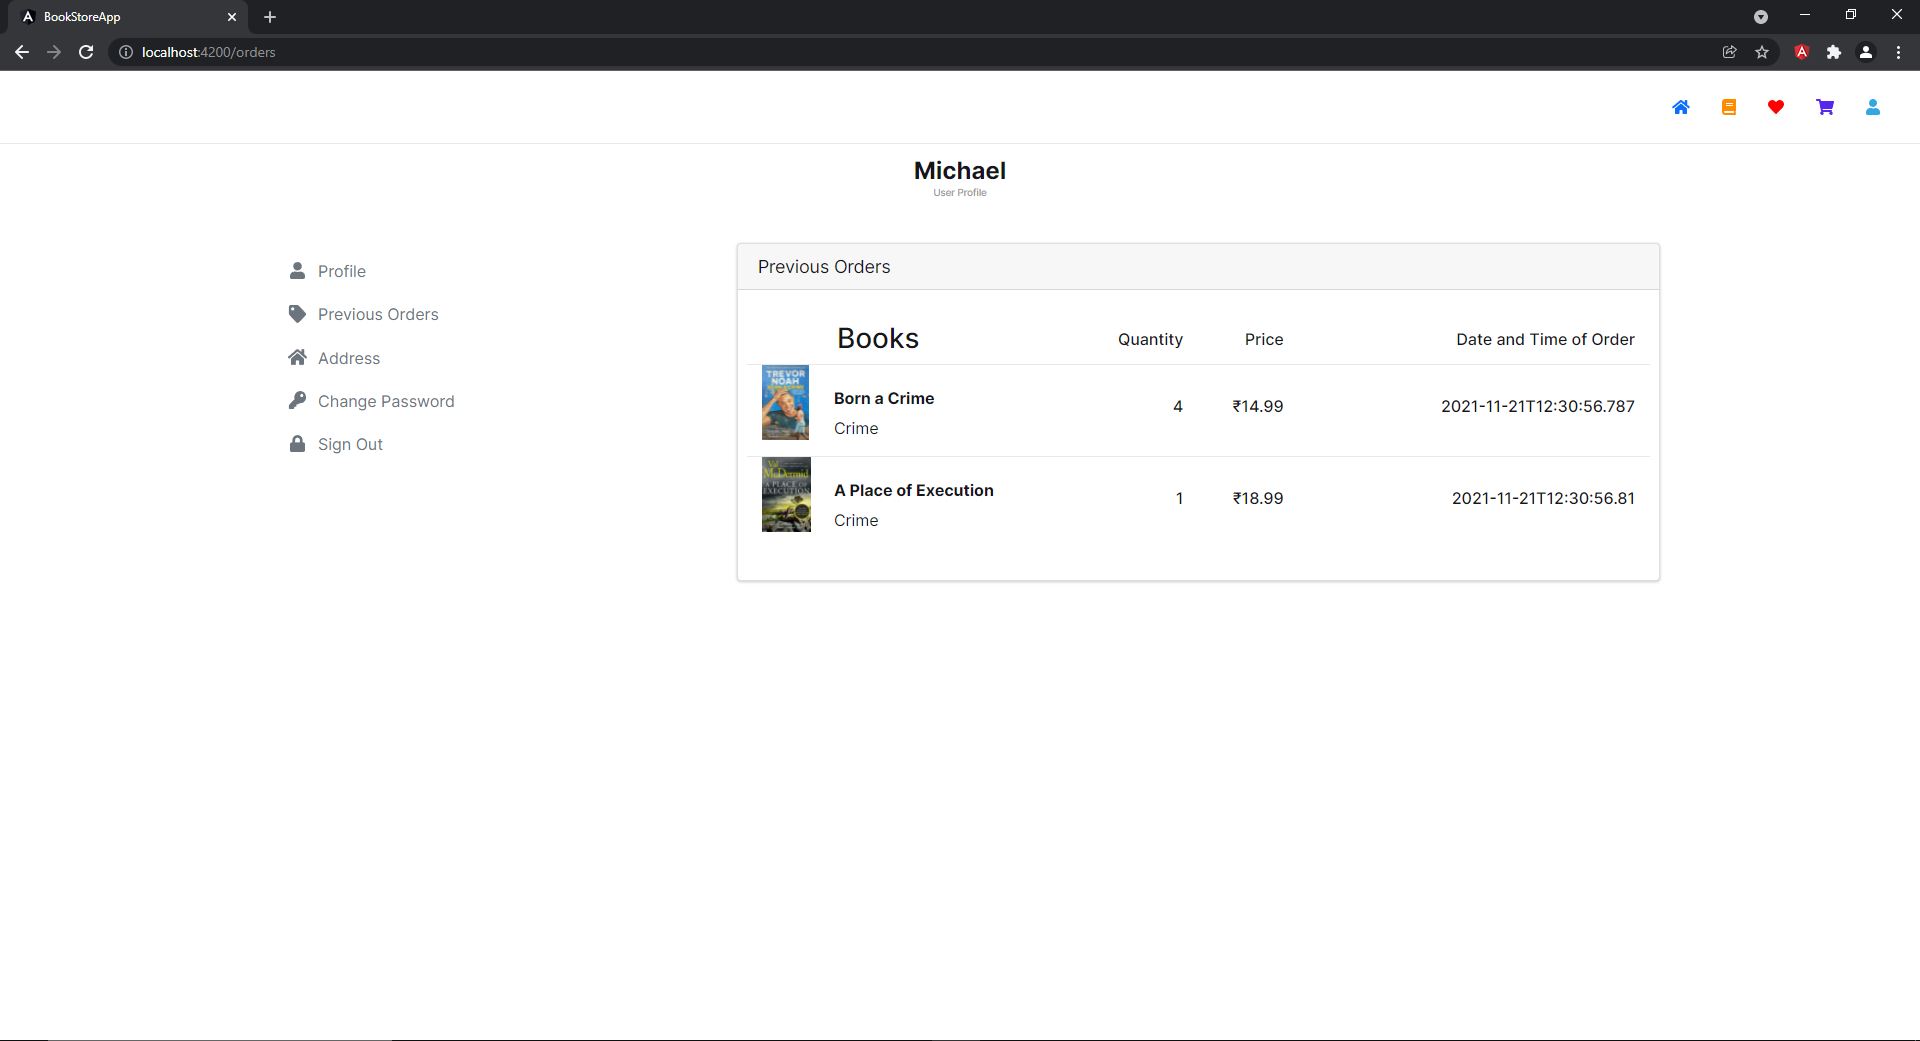 BookStoreApp
localhost:4200/orders
Michael
User Profile
Profile
Previous Orders
Address
Change Password
Sign Out
Previous Orders
Books Quantity Price Date and Time of Order
TREVOR
NOAH
Born a Crime 4 ₹14.99 2021-11-21T12:30:56.787
Crime
Val
McDermid
A PLACE OF
EXECUTION
A Place of Execution 1 ₹18.99 2021-11-21T12:30:56.81
Crime